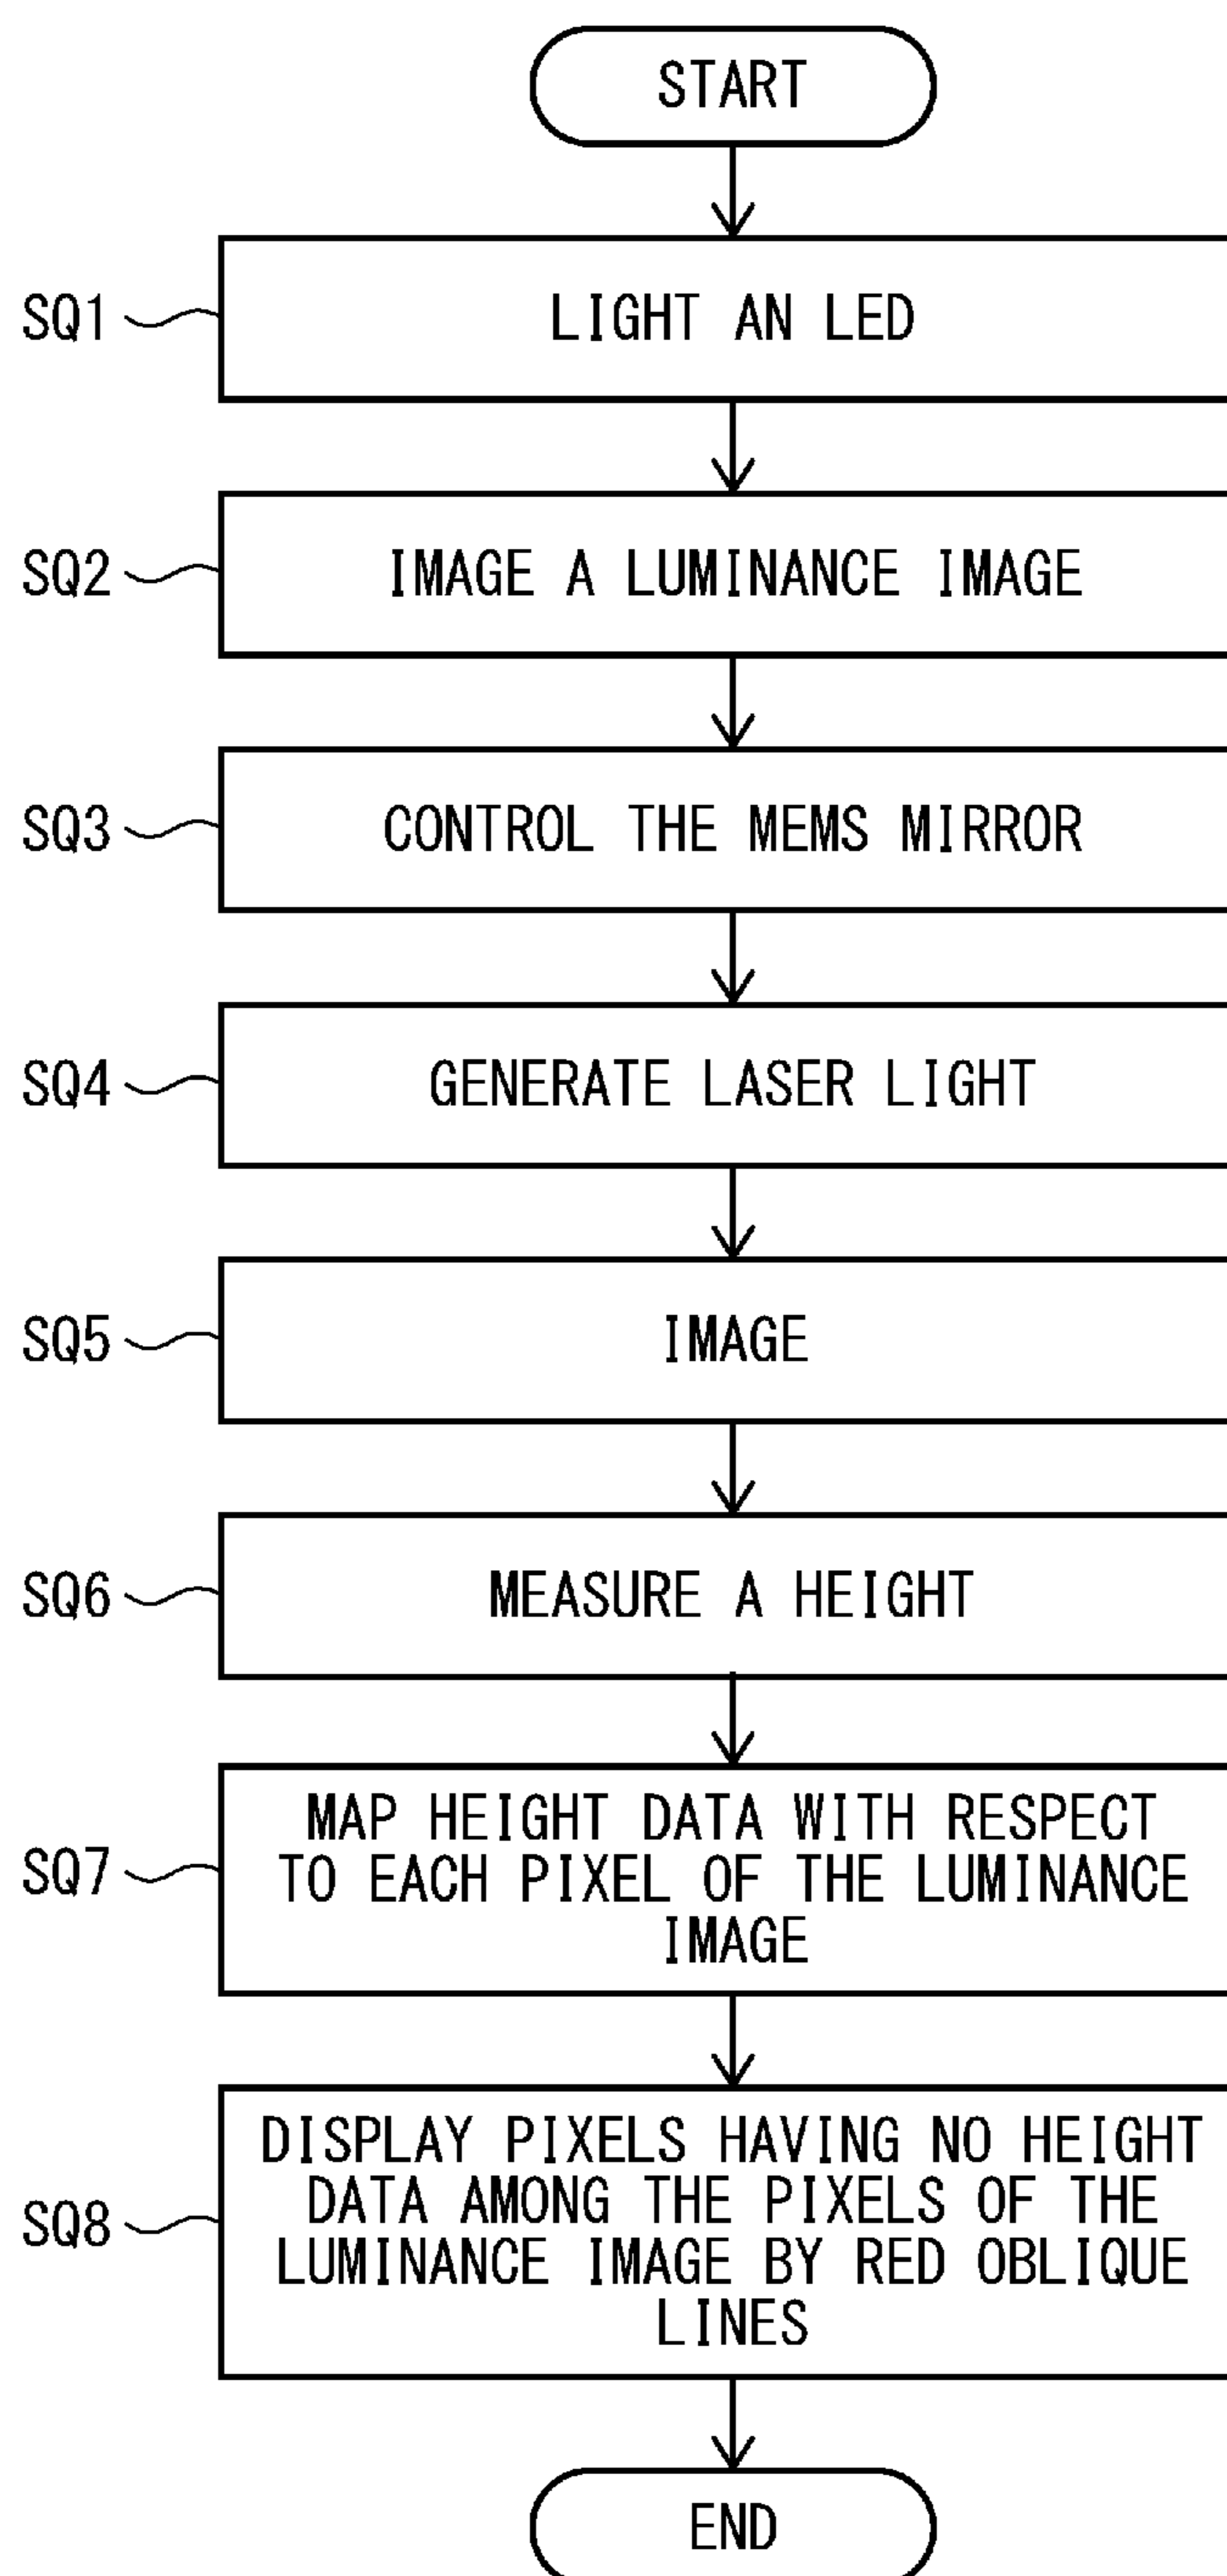 START
SQ1
LIGHT AN LED
SQ2
IMAGE A LUMINANCE IMAGE
SQ3
CONTROL THE MEMS MIRROR
SQ4
GENERATE LASER LIGHT
SQ5
IMAGE
SQ6
MEASURE A HEIGHT
SQ7
MAP HEIGHT DATA WITH RESPECT
TO EACH PIXEL OF THE LUMINANCE
IMAGE
SQ8
DISPLAY PIXELS HAVING NO HEIGHT
DATA AMONG THE PIXELS OF THE
LUMINANCE IMAGE BY RED OBLIQUE
LINES
END